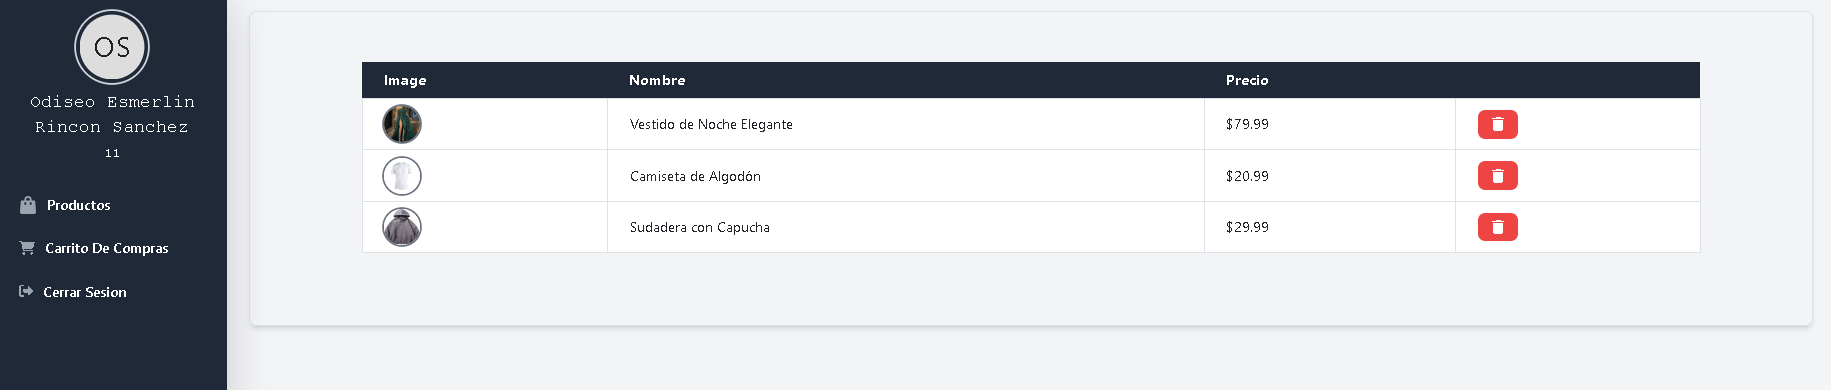 OS
Odiseo Esmerlin
Rincon Sanchez
11
Productos
Carrito De Compras
Cerrar Sesion
Image Nombre Precio
Vestido de Noche Elegante $79.99
Camiseta de Algodón $20.99
Sudadera con Capucha $29.99